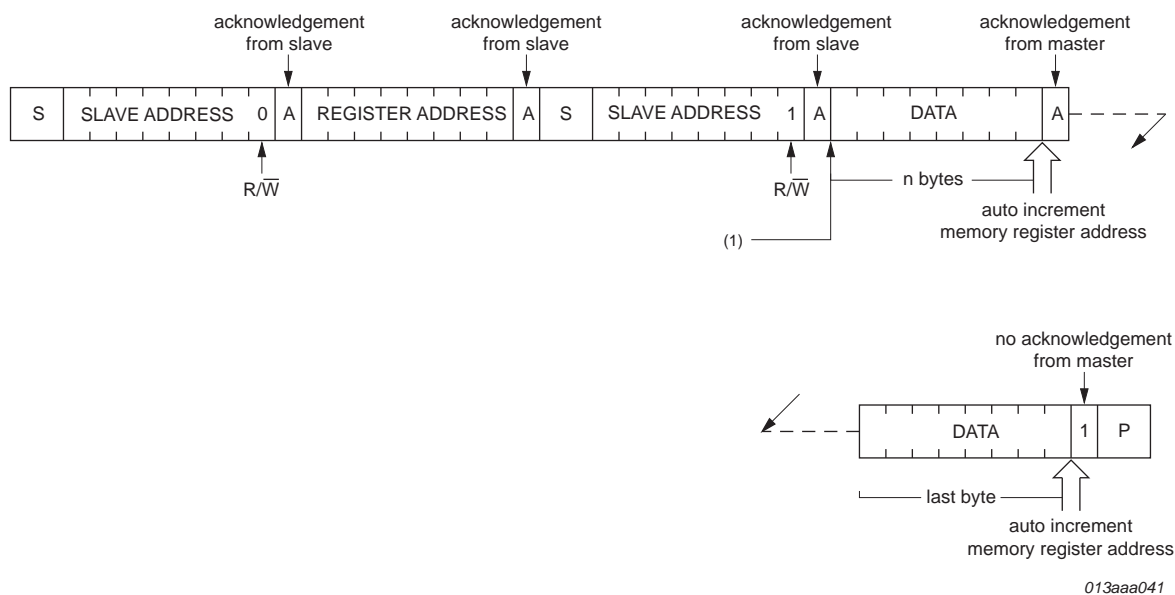 acknowledgement
from slave
acknowledgement
from slave
acknowledgement
from slave
acknowledgement
from master
S SLAVE ADDRESS 0 A REGISTER ADDRESS A S SLAVE ADDRESS 1 A DATA A
R/W̅
R/W̅
n bytes
auto increment
memory register address
(1)
no acknowledgement
from master
DATA 1 P
last byte
auto increment
memory register address
013aaa041